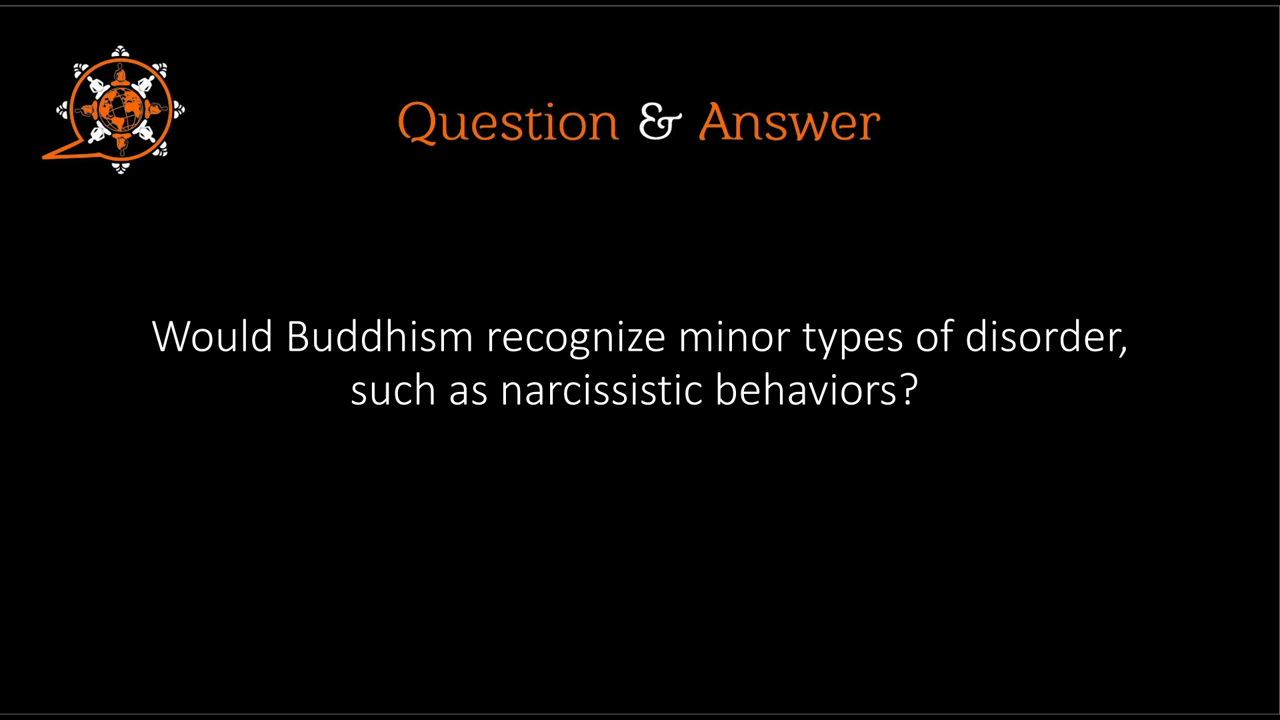 Question & Answer
Would Buddhism recognize minor types of disorder,
such as narcissistic behaviors?